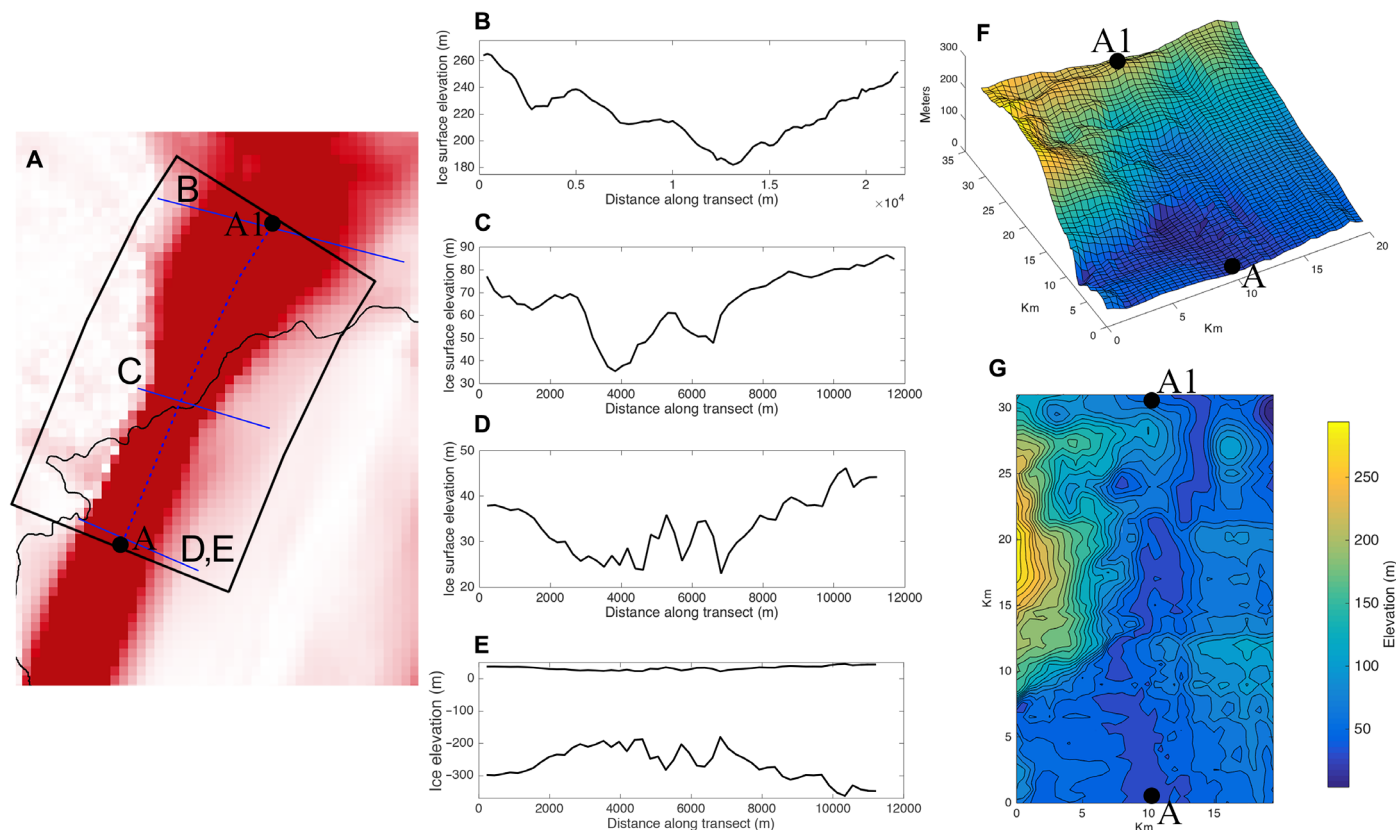 A
B
A1
C
A
D,E
B
Ice surface elevation (m)
260
240
220
200
180
0
0.5
1
1.5
2
×10⁴
Distance along transect (m)
C
Ice surface elevation (m)
90
80
70
60
50
40
30
0
2000
4000
6000
8000
10000
12000
Distance along transect (m)
D
Ice surface elevation (m)
50
40
30
20
0
2000
4000
6000
8000
10000
12000
Distance along transect (m)
E
Ice elevation (m)
0
−100
−200
−300
0
2000
4000
6000
8000
10000
12000
Distance along transect (m)
F
A1
Meters
300
200
100
0
35
30
25
20
15
10
5
0
Km
0
5
10
15
20
Km
A
G
A1
30
25
20
15
10
5
0
Km
0
5
10
15
Km
A
250
200
150
100
50
Elevation (m)